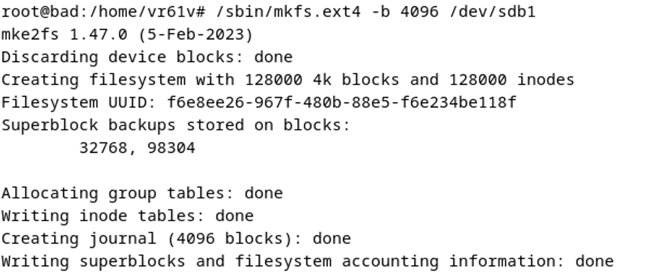 root@bad:/home/vr61v# /sbin/mkfs.ext4 -b 4096 /dev/sdb1
mke2fs 1.47.0 (5-Feb-2023)
Discarding device blocks: done
Creating filesystem with 128000 4k blocks and 128000 inodes
Filesystem UUID: f6e8ee26-967f-480b-88e5-f6e234be118f
Superblock backups stored on blocks:
        32768, 98304

Allocating group tables: done
Writing inode tables: done
Creating journal (4096 blocks): done
Writing superblocks and filesystem accounting information: done